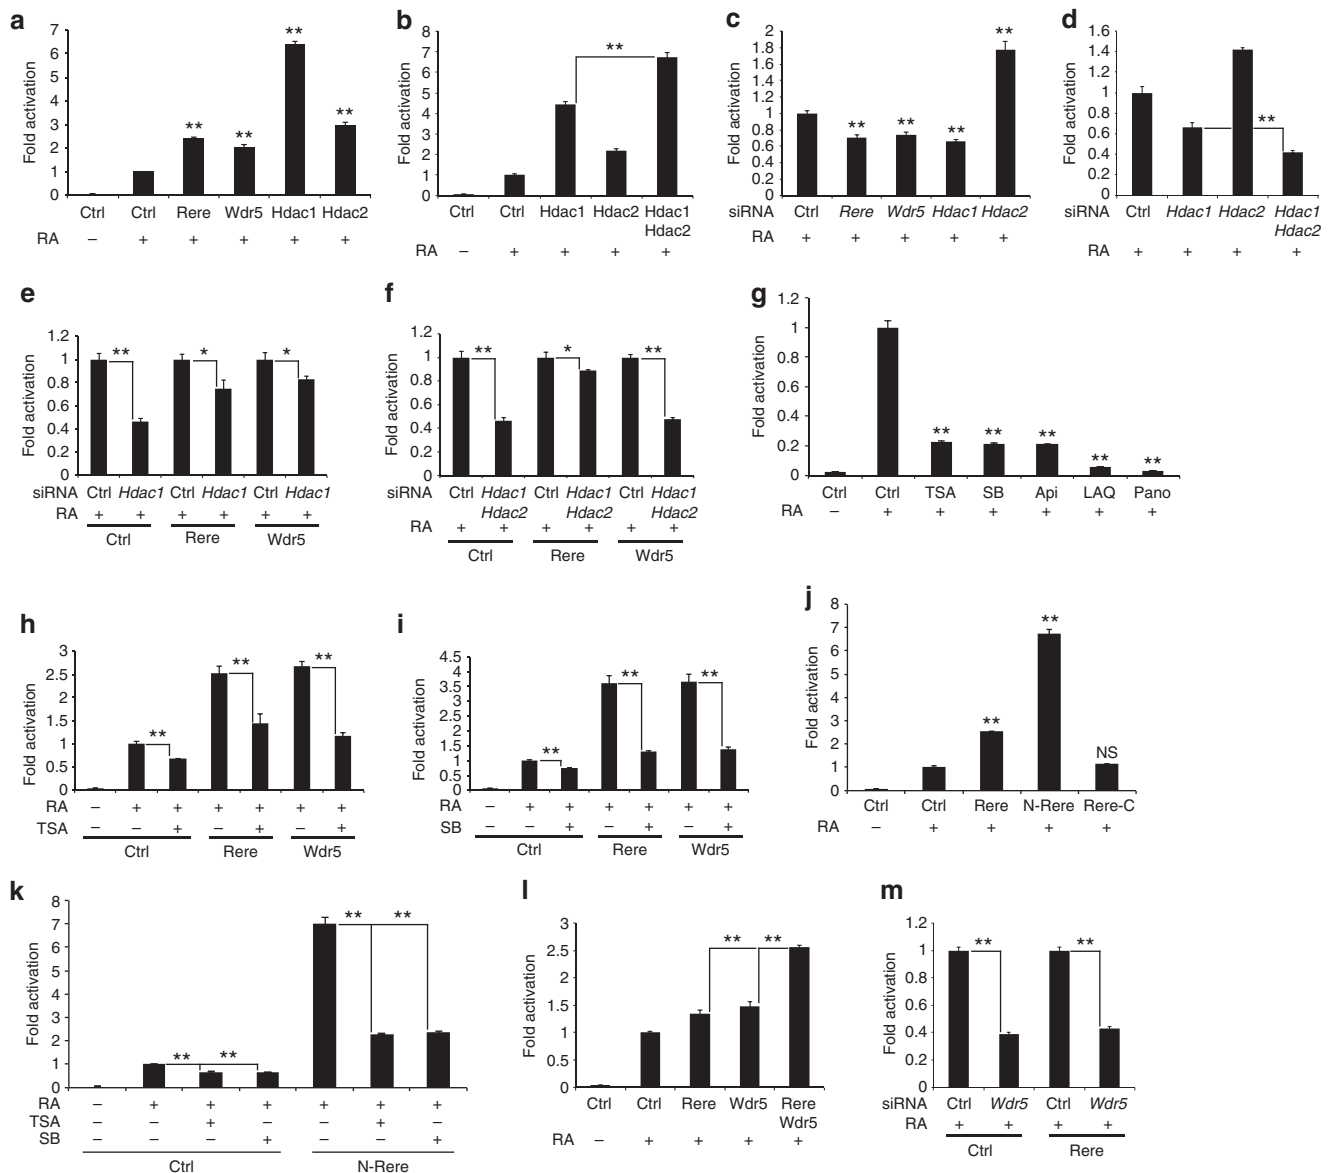 a
Fold activation
7
6
5
4
3
2
1
0
** ** ** **
Ctrl Ctrl Rere Wdr5 Hdac1 Hdac2
RA – + + + + +
b
Fold activation
8
7
6
5
4
3
2
1
0
**
Ctrl Ctrl Hdac1 Hdac2 Hdac1
Hdac2
RA – + + + +
c
Fold activation
2
1.8
1.6
1.4
1.2
1
0.8
0.6
0.4
0.2
0
** ** ** **
siRNA Ctrl Rere Wdr5 Hdac1 Hdac2
RA + + + + +
d
Fold activation
1.6
1.4
1.2
1
0.8
0.6
0.4
0.2
0
**
siRNA Ctrl Hdac1 Hdac2 Hdac1
Hdac2
RA + + + +
e
Fold activation
1.2
1
0.8
0.6
0.4
0.2
0
** * *
siRNA Ctrl Hdac1 Ctrl Hdac1 Ctrl Hdac1
RA + + + + + +
Ctrl Rere Wdr5
f
Fold activation
1.2
1
0.8
0.6
0.4
0.2
0
** * **
siRNA Ctrl Hdac1 Ctrl Hdac1 Ctrl Hdac1
Hdac2 Hdac2 Hdac2
RA + + + + + +
Ctrl Rere Wdr5
g
Fold activation
1.2
1
0.8
0.6
0.4
0.2
0
** ** ** ** **
Ctrl Ctrl TSA SB Api LAQ Pano
RA – + + + + + +
h
Fold activation
3
2.5
2
1.5
1
0.5
0
** ** **
RA – + + + + + +
TSA – – + – + – +
Ctrl Rere Wdr5
i
Fold activation
4.5
4
3.5
3
2.5
2
1.5
1
0.5
0
** ** **
RA – + + + + + +
SB – – + – + – +
Ctrl Rere Wdr5
j
Fold activation
8
7
6
5
4
3
2
1
0
** ** NS
Ctrl Ctrl Rere N-Rere Rere-C
RA – + + + +
k
Fold activation
8
7
6
5
4
3
2
1
0
** ** ** **
RA – + + + + + +
TSA – – + – – + –
SB – – – + – – +
Ctrl N-Rere
l
Fold activation
3
2.5
2
1.5
1
0.5
0
** **
Ctrl Ctrl Rere Wdr5 Rere
Wdr5
RA – + + + +
m
Fold activation
1.2
1
0.8
0.6
0.4
0.2
0
** **
siRNA Ctrl Wdr5 Ctrl Wdr5
RA + + + +
Ctrl Rere